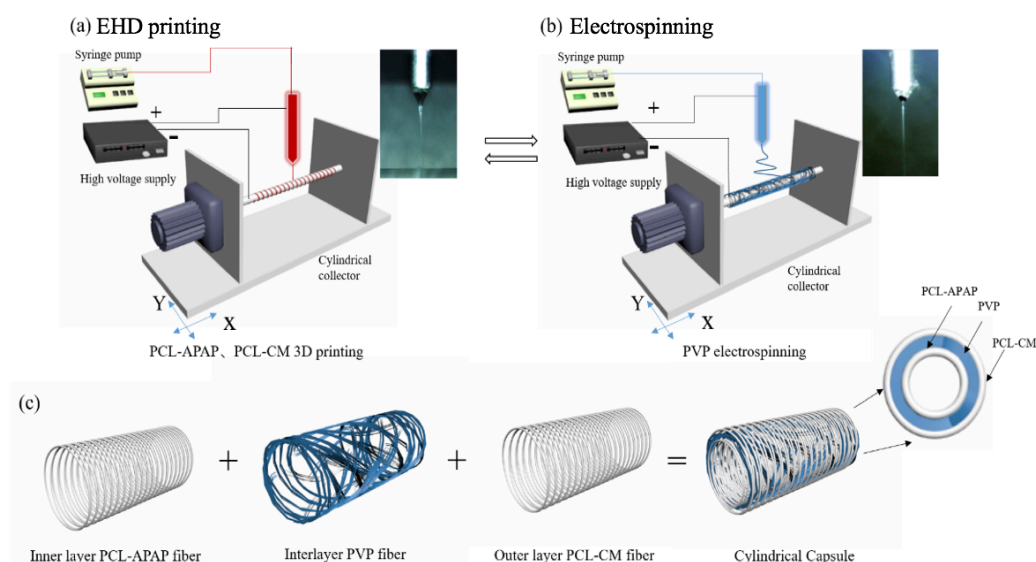 (a) EHD printing
Syringe pump
+
-
High voltage supply
Cylindrical
collector
Y
X
PCL-APAP、PCL-CM 3D printing
(b) Electrospinning
Syringe pump
+
-
High voltage supply
Cylindrical
collector
Y
X
PVP electrospinning
PCL-APAP
PVP
PCL-CM
(c)
+
+
=
Inner layer PCL-APAP fiber
Interlayer PVP fiber
Outer layer PCL-CM fiber
Cylindrical Capsule